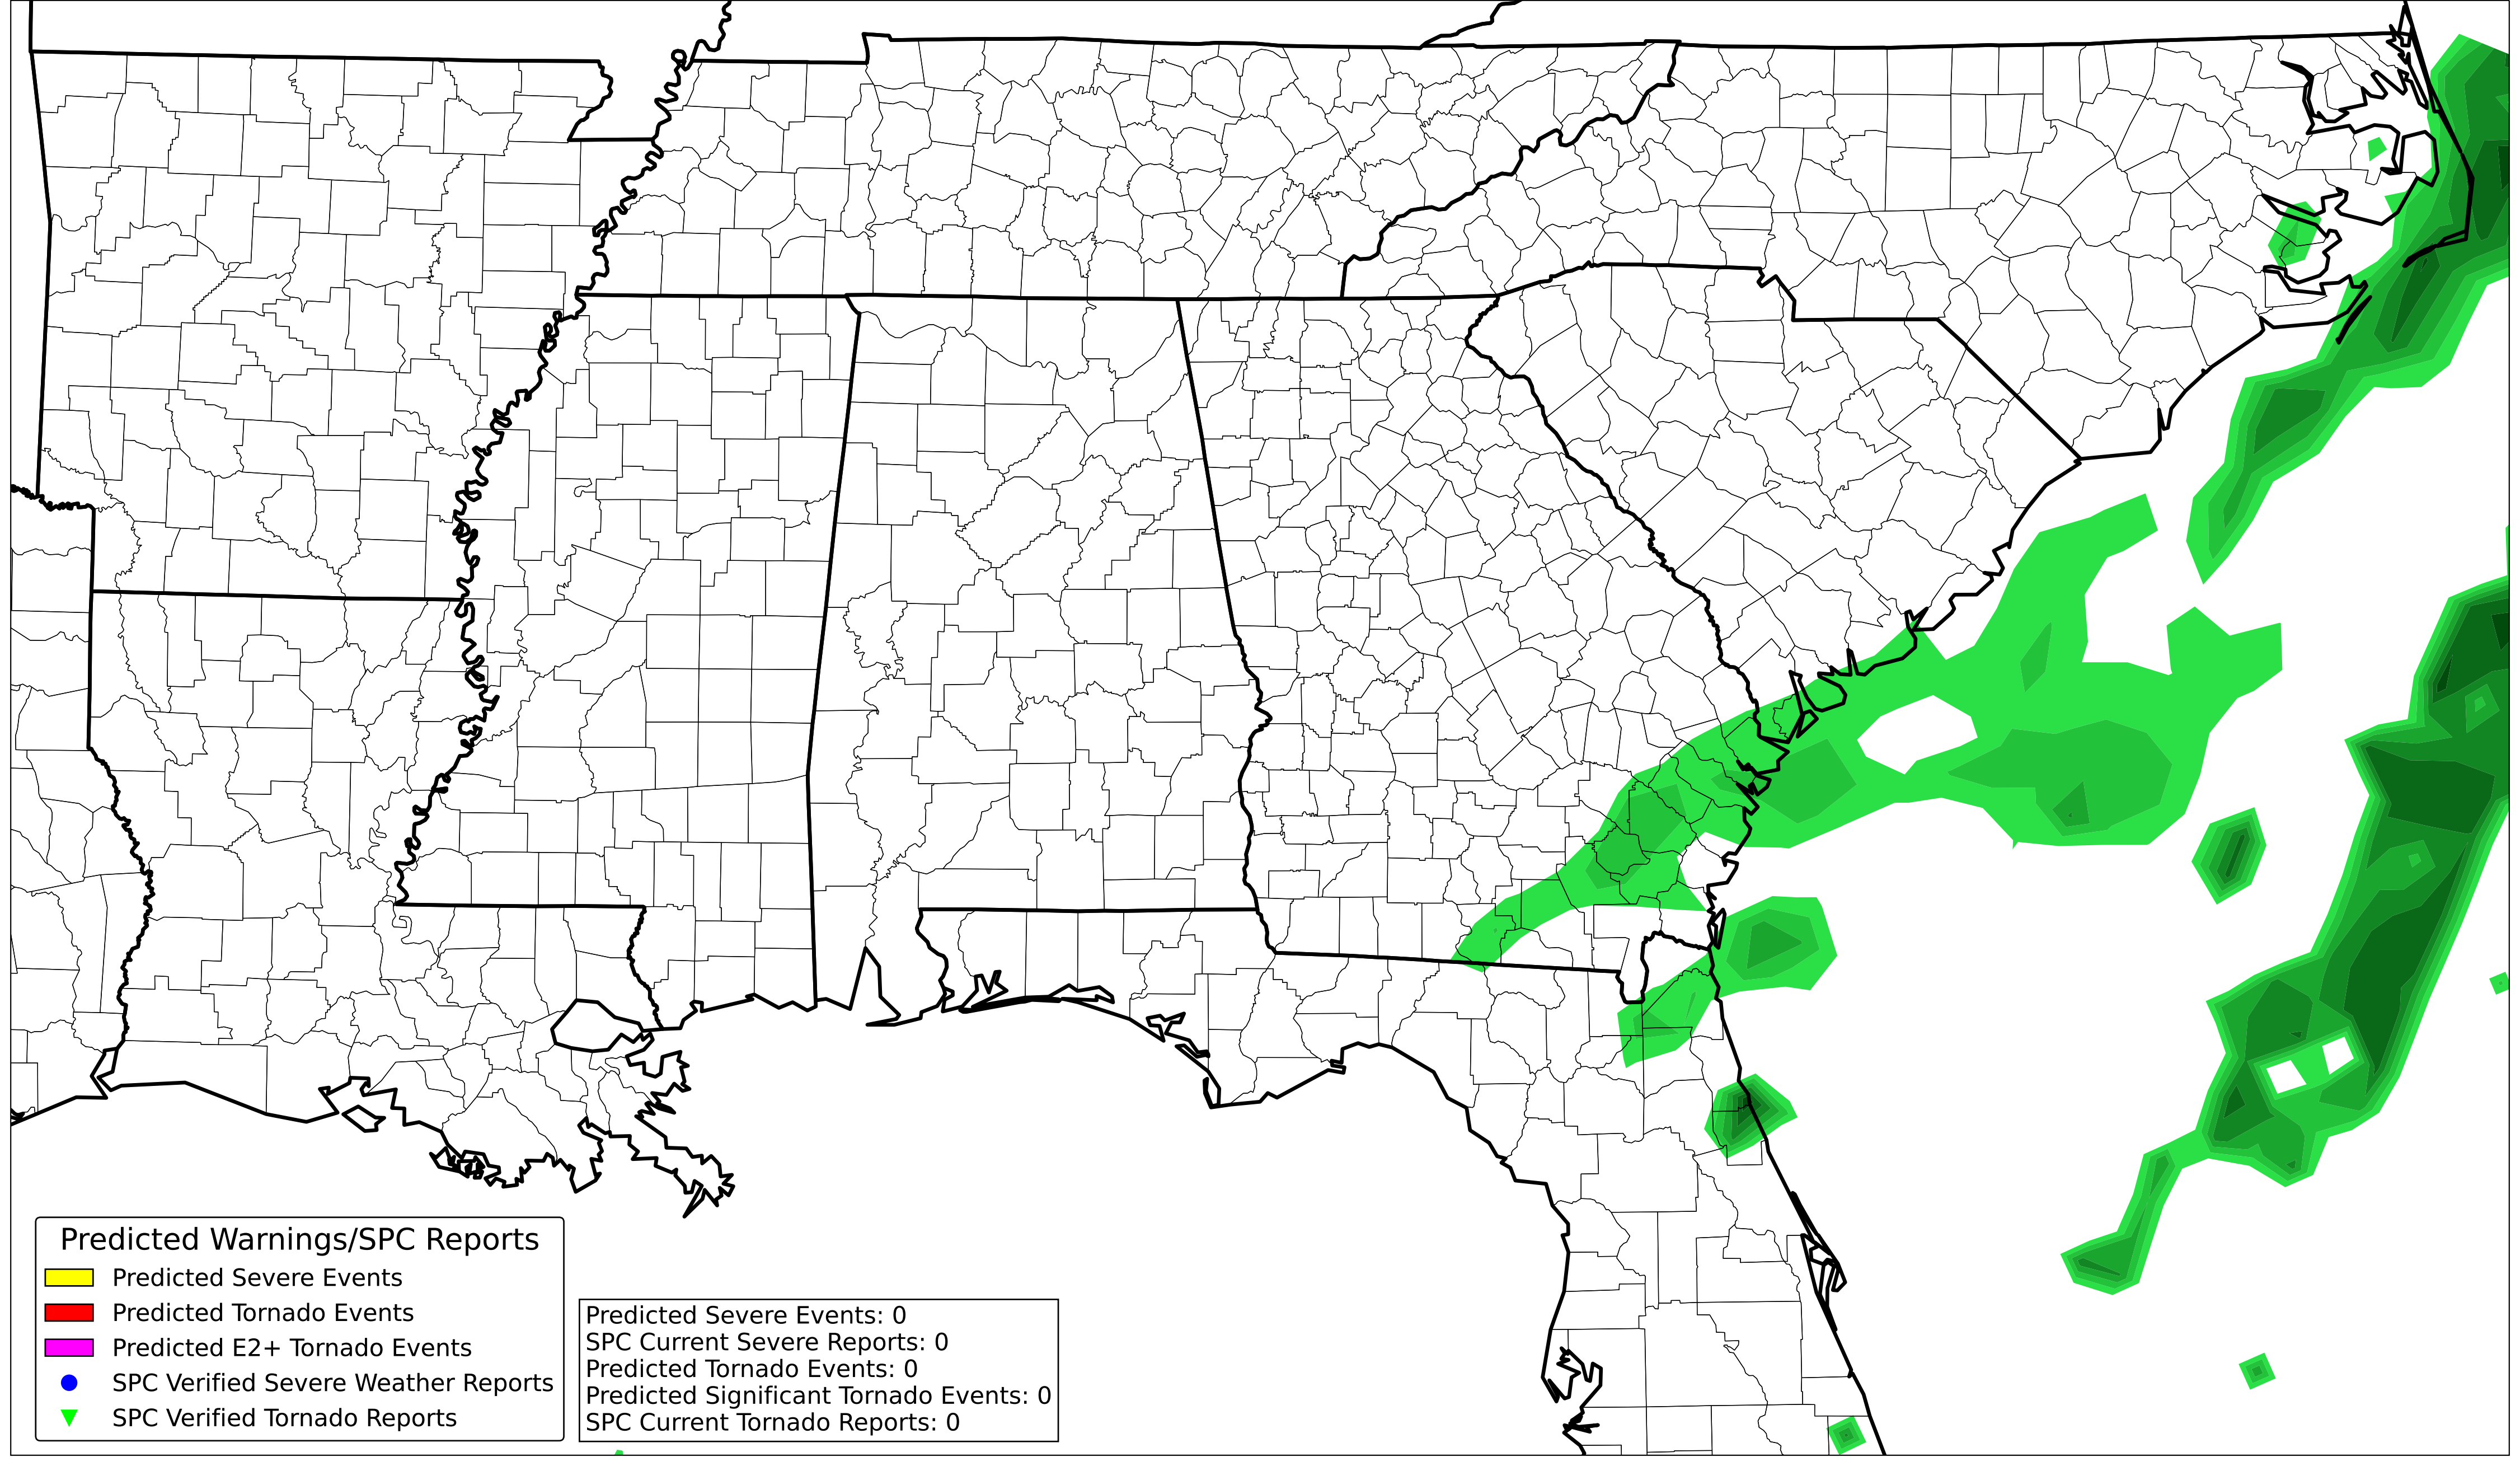 Predicted Warnings/SPC Reports
Predicted Severe Events
Predicted Tornado Events
Predicted E2+ Tornado Events
SPC Verified Severe Weather Reports
SPC Verified Tornado Reports
Predicted Severe Events: 0
SPC Current Severe Reports: 0
Predicted Tornado Events: 0
Predicted Significant Tornado Events: 0
SPC Current Tornado Reports: 0